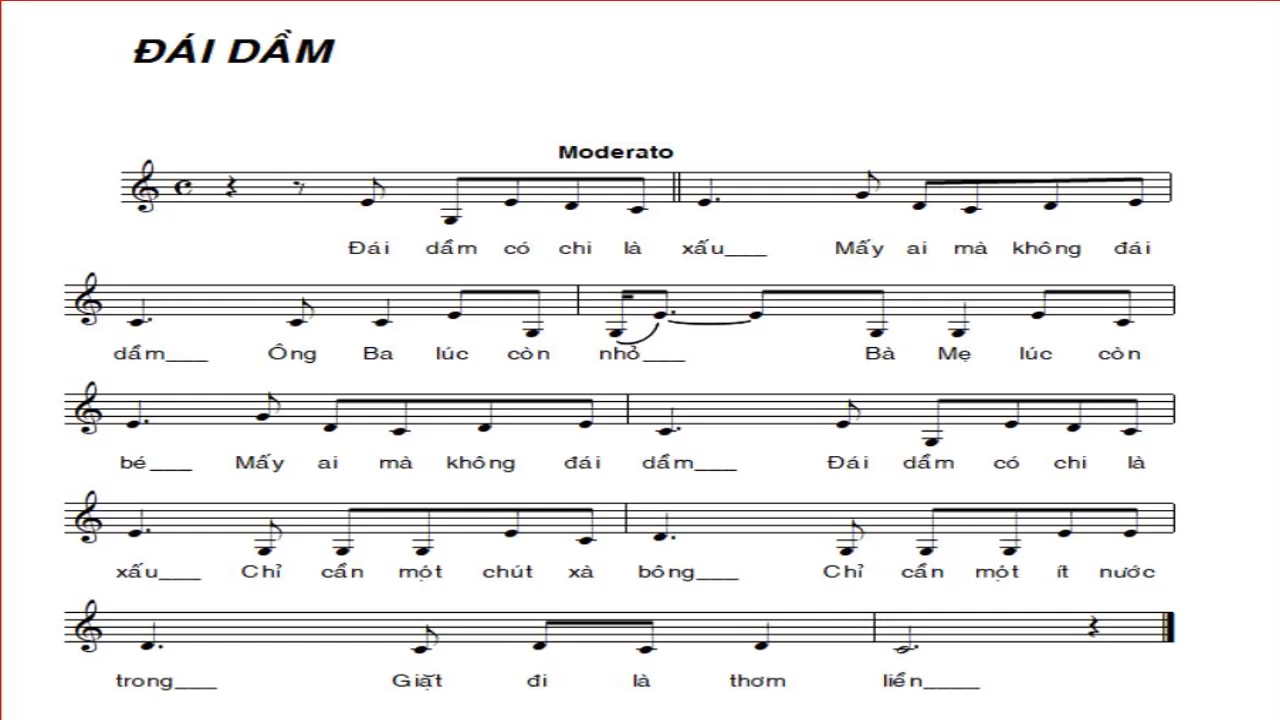 ĐÁI DẦM
Moderato
Đái dầm có chi là xấu___ Mấy ai mà không đái
dầm___ Ông Ba lúc còn nhỏ___ Bà Mẹ lúc còn
bé___ Mấy ai mà không đái dầm___ Đái dầm có chi là
xấu___ Chỉ cần một chút xà bông___ Chỉ cần một ít nước
trong___ Giặt đi là thơm liền____